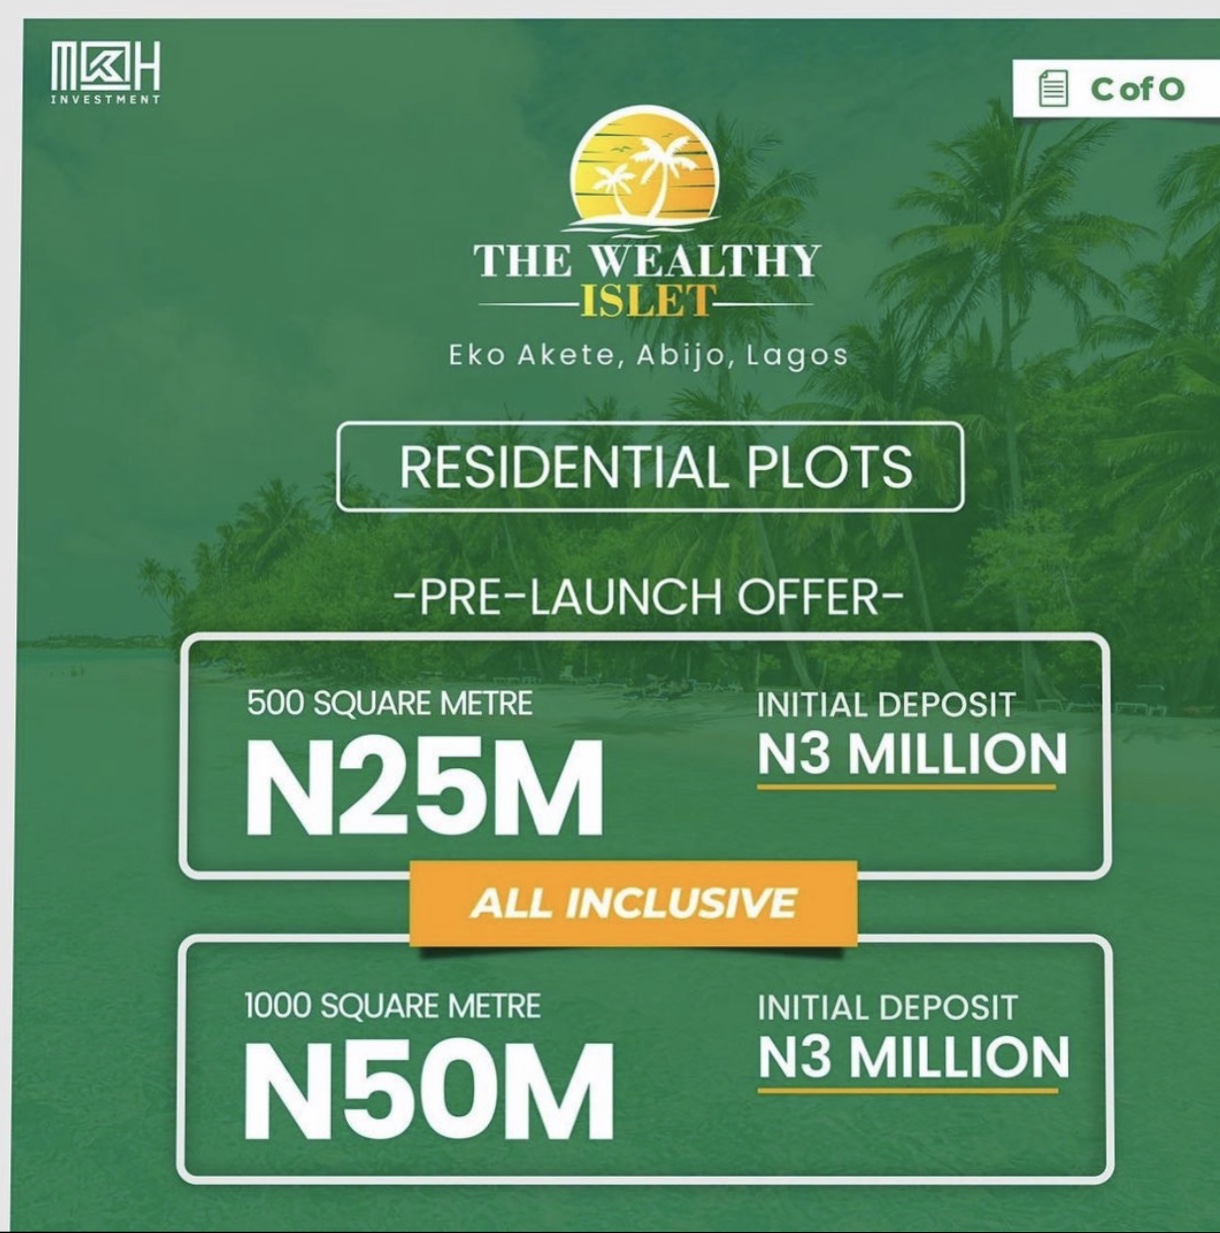 MKH
INVESTMENT
C of O
THE WEALTHY
ISLET
Eko Akete, Abijo, Lagos
RESIDENTIAL PLOTS
-PRE-LAUNCH OFFER-
500 SQUARE METRE
N25M
INITIAL DEPOSIT
N3 MILLION
ALL INCLUSIVE
1000 SQUARE METRE
N50M
INITIAL DEPOSIT
N3 MILLION